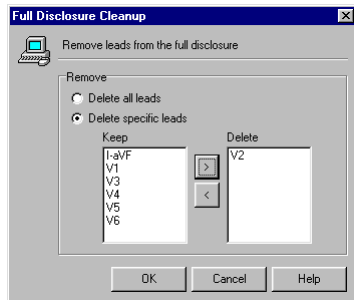 Full Disclosure Cleanup
Remove leads from the full disclosure
Remove
Delete all leads
Delete specific leads
Keep Delete
I-aVF V2
V1
V3
>
V4
V5 <
V6
OK Cancel Help